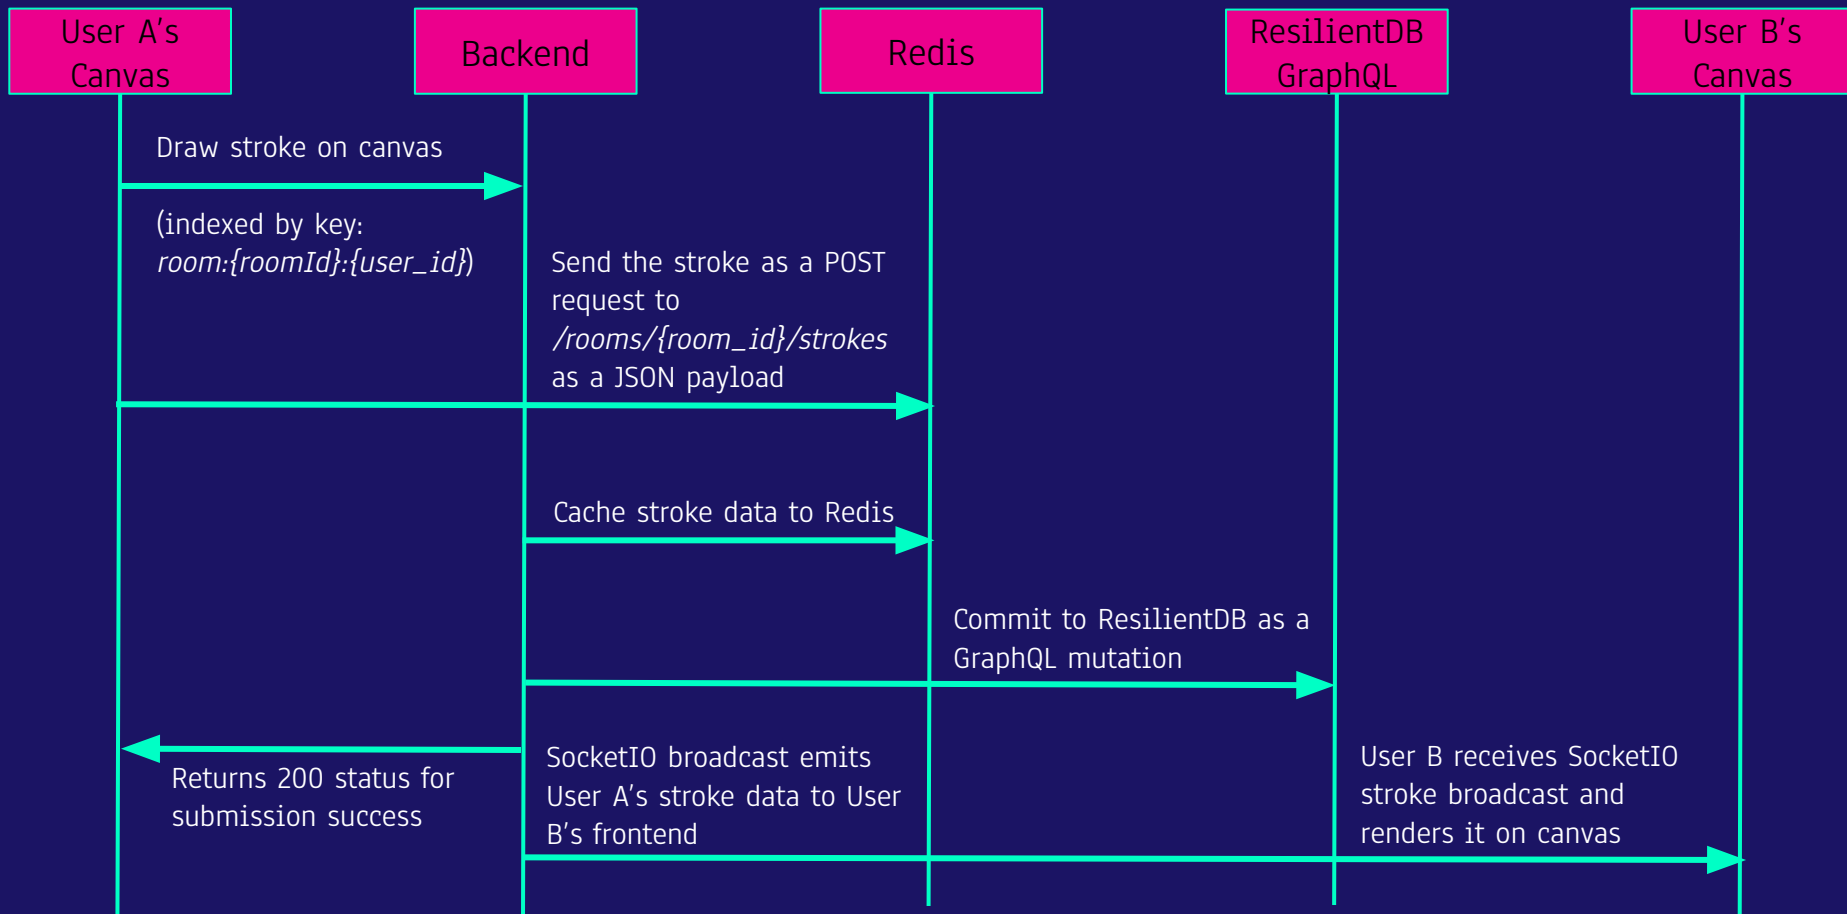 User A's
Canvas
Backend
Redis
ResilientDB
GraphQL
User B's
Canvas
Draw stroke on canvas
(indexed by key:
room:{roomId}:{user_id})
Send the stroke as a POST
request to
/rooms/{room_id}/strokes
as a JSON payload
Cache stroke data to Redis
Commit to ResilientDB as a
GraphQL mutation
Returns 200 status for
submission success
SocketIO broadcast emits
User A's stroke data to User
B's frontend
User B receives SocketIO
stroke broadcast and
renders it on canvas